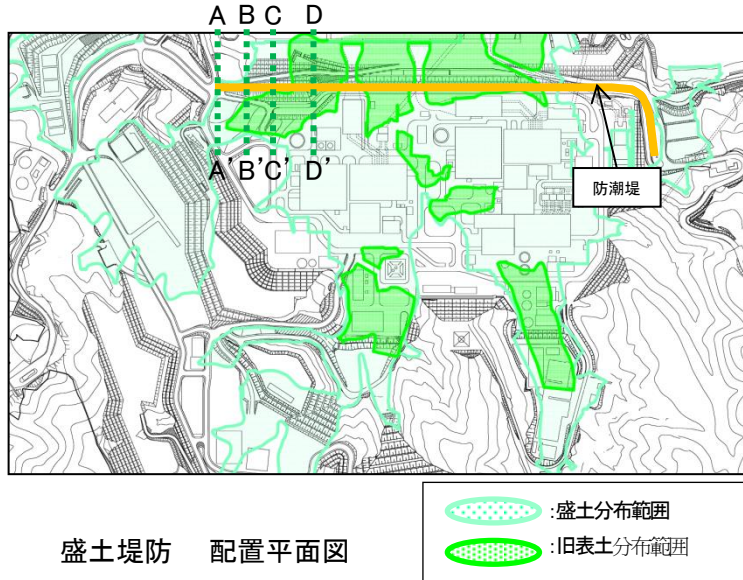 A B C D
A' B' C' D'
防潮堤
:盛土分布範囲
:旧表土分布範囲
盛土堤防 配置平面図